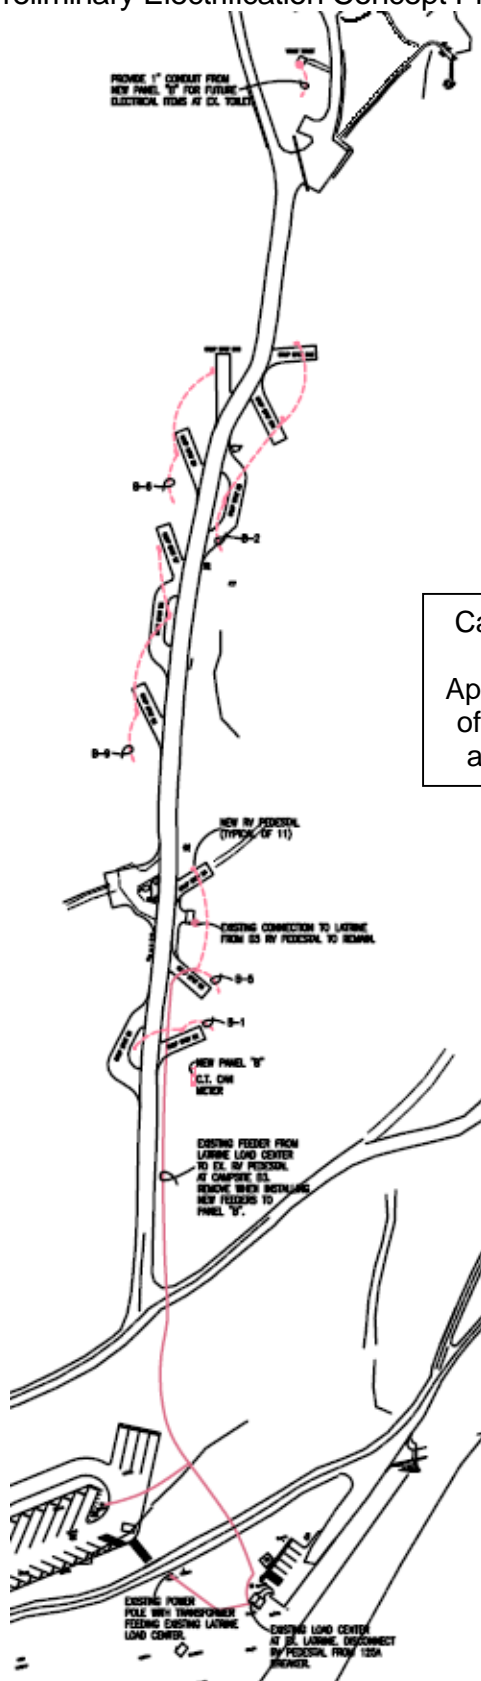 reliminary Electrification Concept Pl
PROVIDE 1" CONDUIT FROM
NEW PANEL "B" FOR FUTURE
ELECTRICAL ITEMS AT EX. TOILET
B-6
B-2
B-9
Ca
Ap
of
a
NEW RV PEDESTAL
(TYPICAL OF 11)
EXISTING CONNECTION TO LATRINE
FROM 53 RV PEDESTAL TO REMAIN.
B-5
B-1
NEW PANEL "B"
C.T. CAN
METER
EXISTING FEEDER FROM
LATRINE LOAD CENTER
TO EX. RV PEDESTAL
AT CAMPSITE 53.
REMOVE WHEN INSTALLING
NEW FEEDERS TO
PANEL "B".
EXISTING POWER
POLE WITH TRANSFORMER
FEEDING EXISTING LATRINE
LOAD CENTER.
EXISTING LOAD CENTER
AT EX. LATRINE. DISCONNECT
RV PEDESTAL FROM 125A
BREAKER.